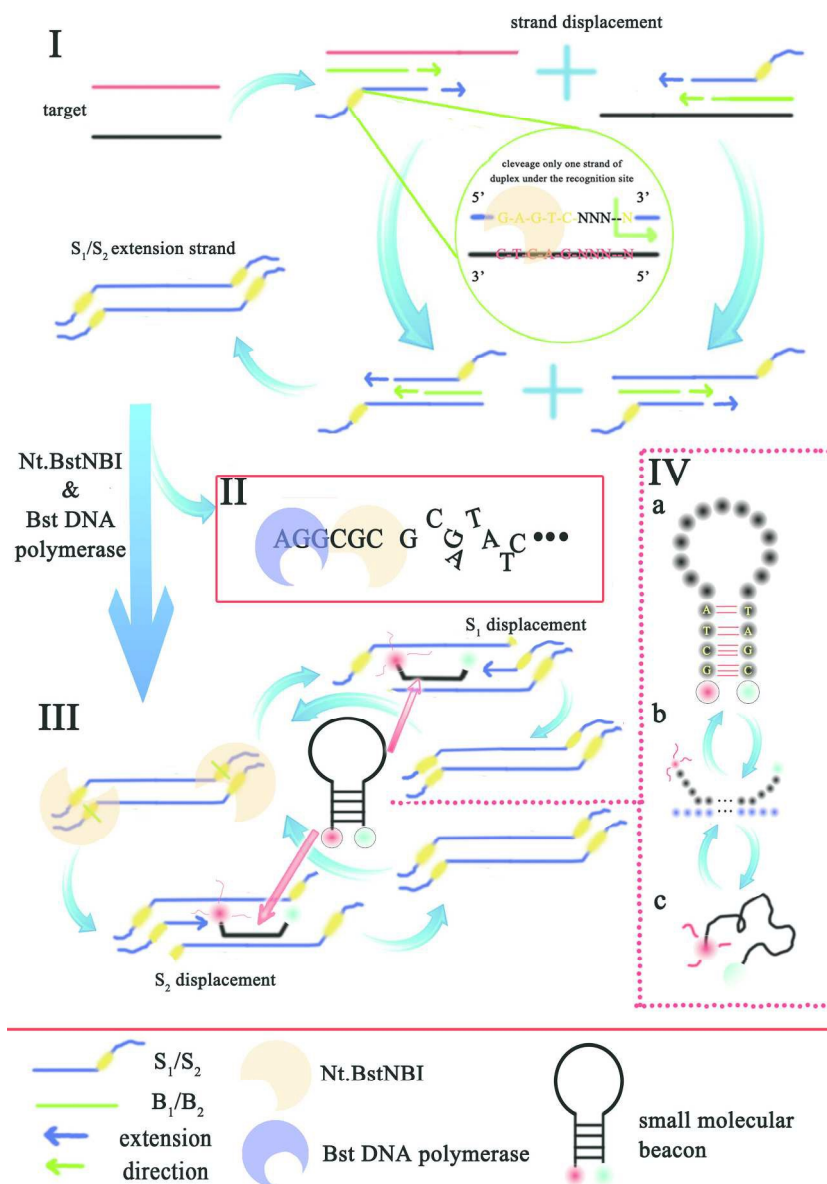 I
strand displacement
target
cleveage only one strand of
duplex under the recognition site
5’ 3’
G-A-G-T-C-NNN--N
C-T-C-A-G-NNN--N
3’ 5’
S₁/S₂ extension strand
Nt.BstNBI
&
Bst DNA
polymerase
II
AGGCGC G C G A T A T C •••
IV
a
A T
T A
C G
G C
b
... ...
c
S₁ displacement
III
S₂ displacement
S₁/S₂
B₁/B₂
extension
direction
Nt.BstNBI
Bst DNA polymerase
small molecular
beacon